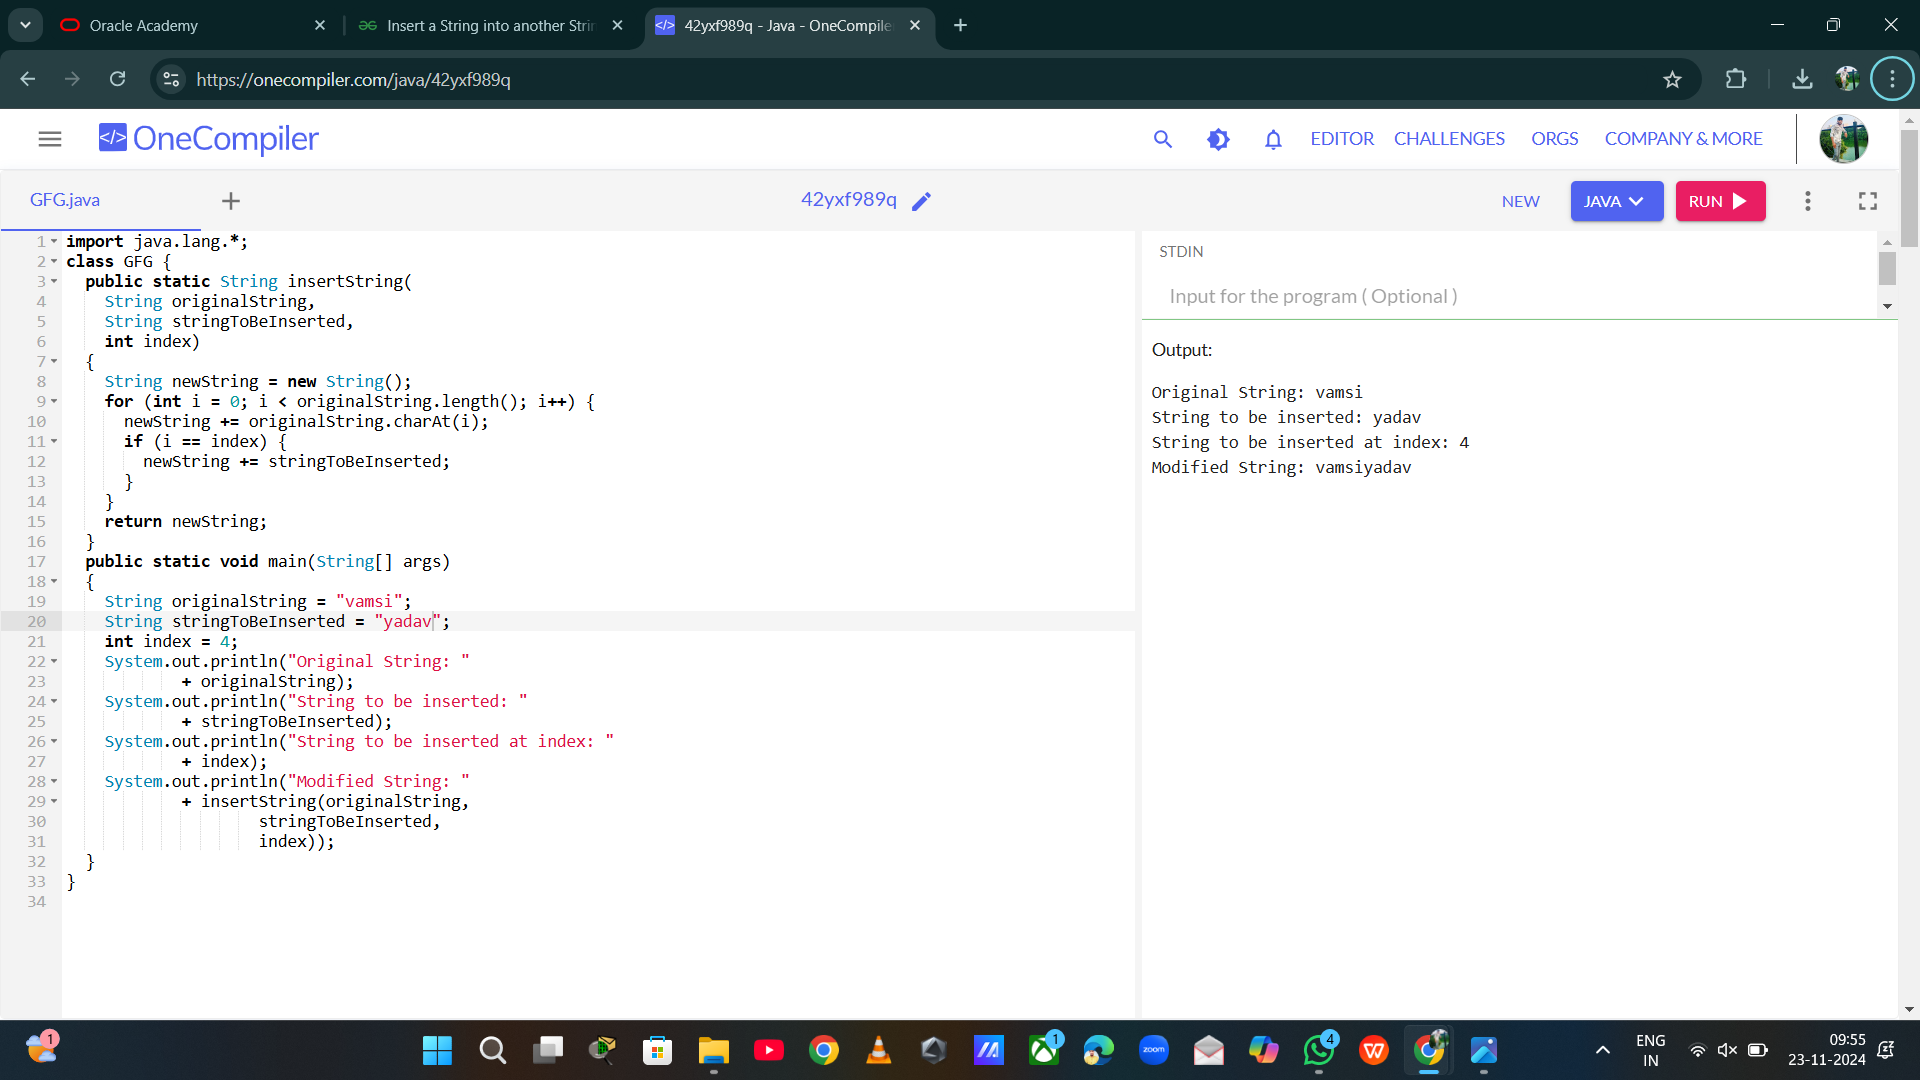 Oracle Academy
Insert a String into another Strin
42yxf989q - Java - OneCompile
https://onecompiler.com/java/42yxf989q
</> OneCompiler
EDITOR CHALLENGES ORGS COMPANY & MORE
GFG.java
42yxf989q
NEW
JAVA
RUN
1 import java.lang.*;
2 class GFG {
3 public static String insertString(
4 String originalString,
5 String stringToBeInserted,
6 int index)
7 {
8 String newString = new String();
9 for (int i = 0; i < originalString.length(); i++) {
10 newString += originalString.charAt(i);
11 if (i == index) {
12 newString += stringToBeInserted;
13 }
14 }
15 return newString;
16 }
17 public static void main(String[] args)
18 {
19 String originalString = "vamsi";
20 String stringToBeInserted = "yadav";
21 int index = 4;
22 System.out.println("Original String: "
23 + originalString);
24 System.out.println("String to be inserted: "
25 + stringToBeInserted);
26 System.out.println("String to be inserted at index: "
27 + index);
28 System.out.println("Modified String: "
29 + insertString(originalString,
30 stringToBeInserted,
31 index));
32 }
33 }
34
STDIN
Input for the program ( Optional )
Output:
Original String: vamsi
String to be inserted: yadav
String to be inserted at index: 4
Modified String: vamsiyadav
1
zoom
1
4
W
ENG
IN
09:55
23-11-2024